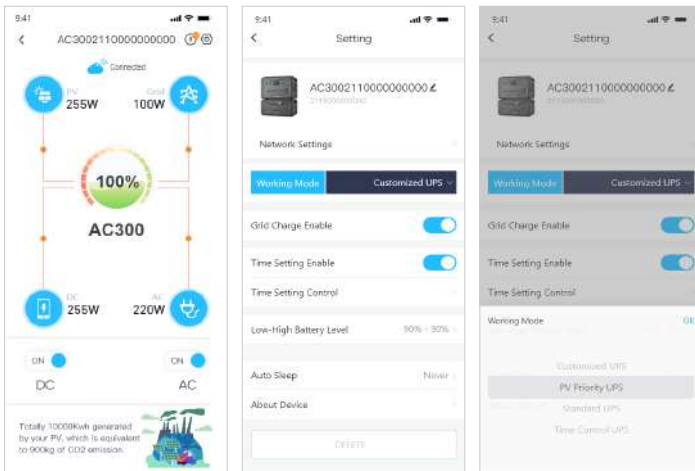 9:41
AC3002110000000000
Connected
PV
255W
Grid
100W
100%
AC300
DC
255W
AC
220W
ON
DC
ON
AC
Totally 10000Kwh generated
by your PV, which is equivalent
to 900kg of CO2 emission.
9:41
Setting
AC3002110000000000
Network Settings
Working Mode
Customized UPS
Grid Charge Enable
Time Setting Enable
Time Setting Control
Low-High Battery Level
Auto Sleep
Never
About Device
DELETE
9:41
Setting
AC3002110000000000
Network Settings
Working Mode
Customized UPS
Grid Charge Enable
Time Setting Enable
Time Setting Control
Working Mode
OK
Customized UPS
PV Priority UPS
Standard UPS
Time Control UPS